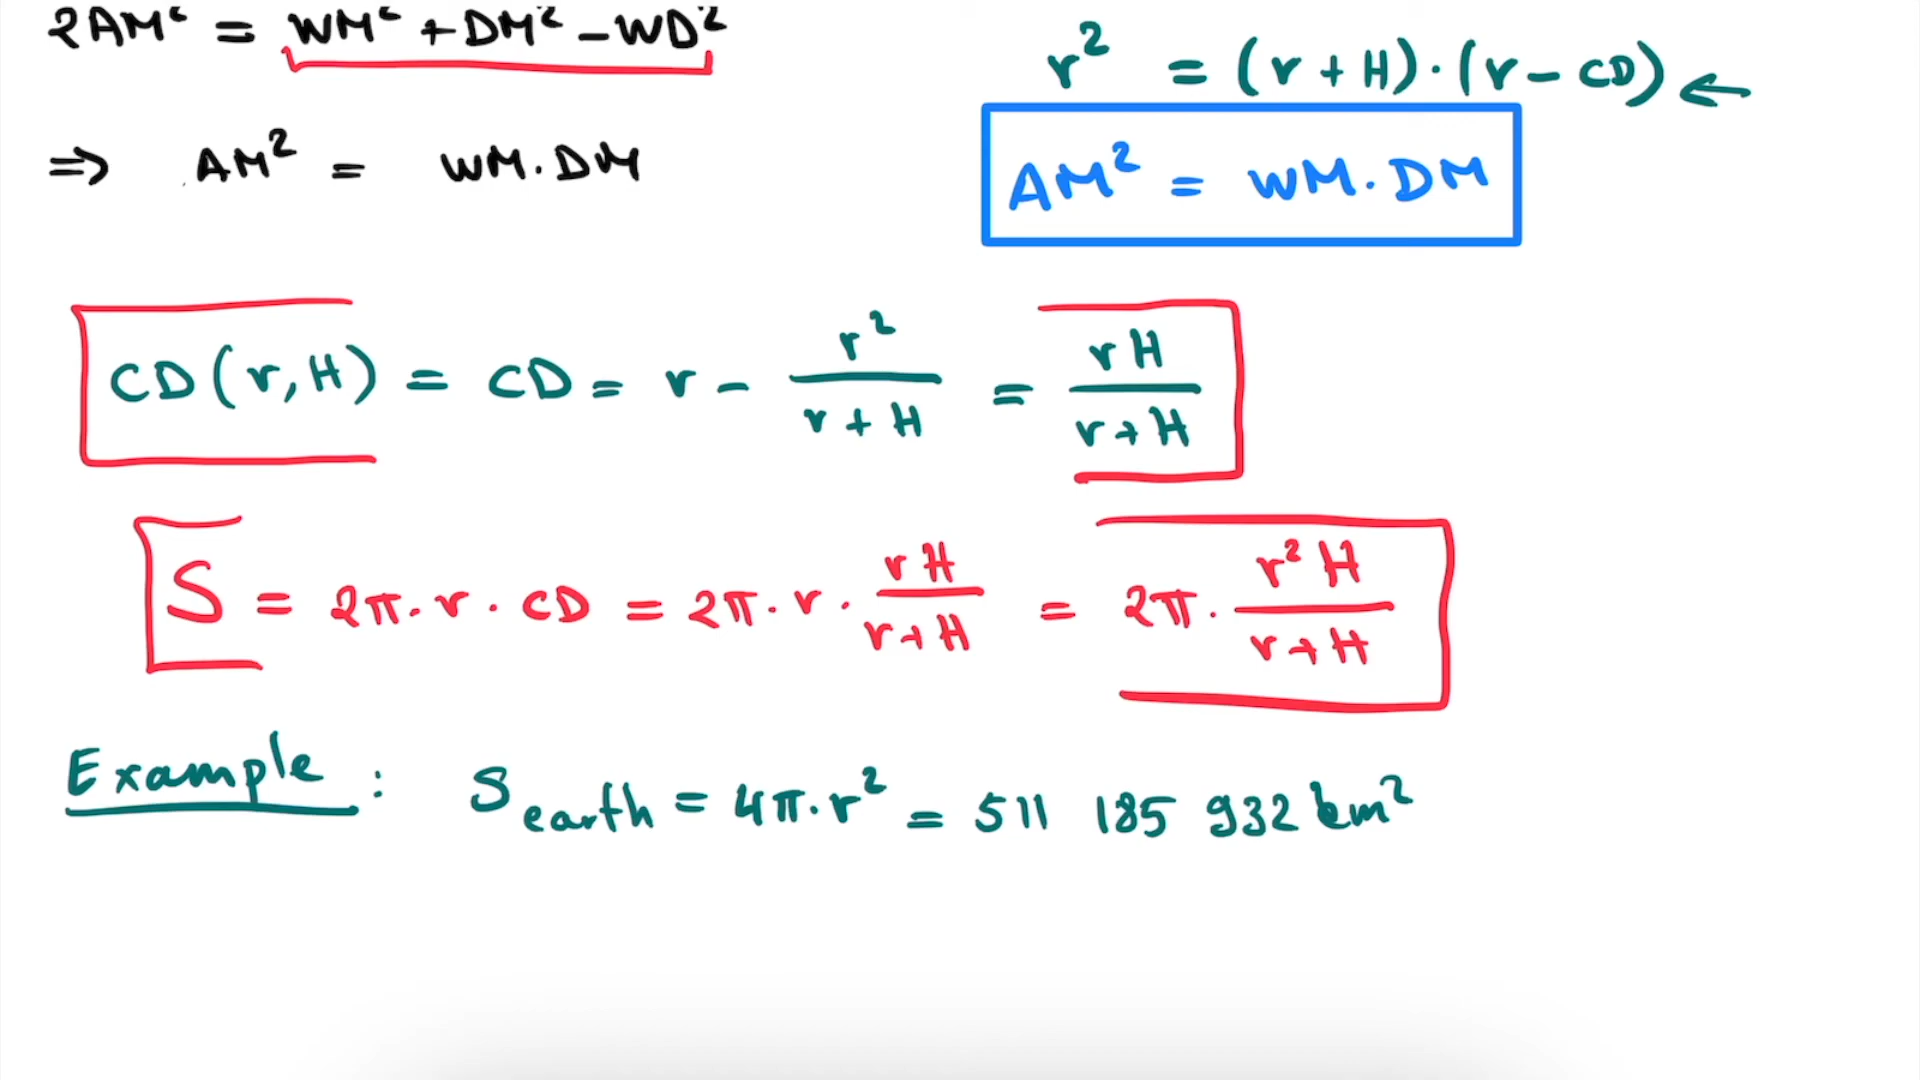 2AM² = WM² + DM² – WD²
r² = (r + H) · (r – CD) ←
⇒ AM² = WM . DM
AM² = WM . DM
CD(r, H) = CD = r – r²/(r + H) = rH/(r + H)
S = 2π · r · CD = 2π · r · rH/(r + H) = 2π · r²H/(r + H)
Example : S earth = 4π · r² = 511 185 932 km²